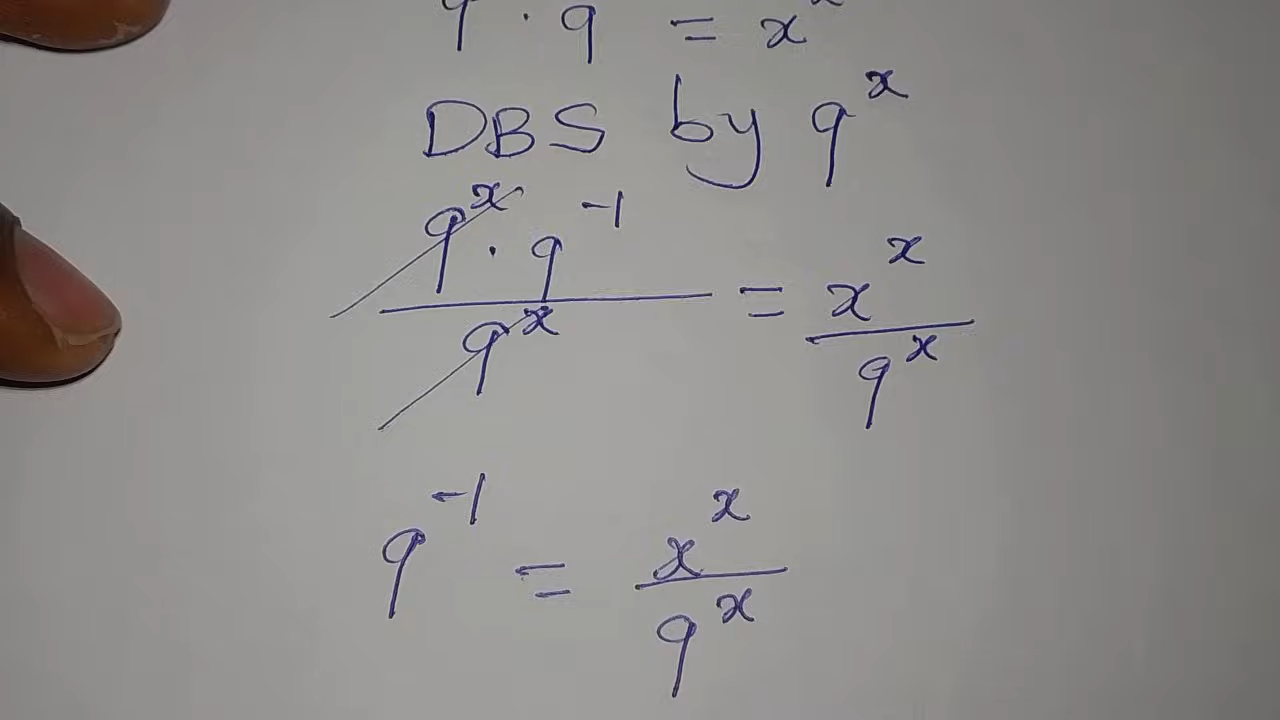 9 · 9 = x^x
DBS by 9^x
9^x · 9^-1 / 9^x = x^x / 9^x
9^-1 = x^x / 9^x